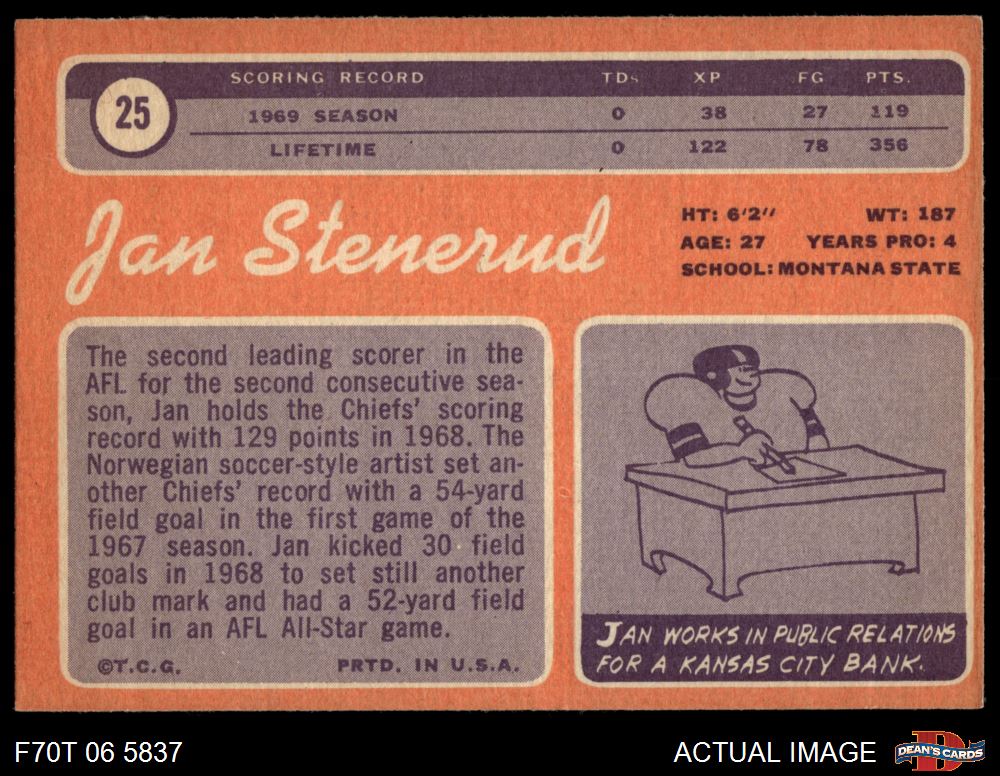 25
SCORING RECORD TDs XP FG PTS.
1969 SEASON 0 38 27 119
LIFETIME 0 122 78 356
Jan Stenerud
HT: 6'2" WT: 187
AGE: 27 YEARS PRO: 4
SCHOOL: MONTANA STATE
The second leading scorer in the
AFL for the second consecutive sea-
son, Jan holds the Chiefs' scoring
record with 129 points in 1968. The
Norwegian soccer-style artist set an-
other Chiefs' record with a 54-yard
field goal in the first game of the
1967 season. Jan kicked 30 field
goals in 1968 to set still another
club mark and had a 52-yard field
goal in an AFL All-Star game.
©T.C.G. PRTD. IN U.S.A.
JAN WORKS IN PUBLIC RELATIONS
FOR A KANSAS CITY BANK.
F70T 06 5837
ACTUAL IMAGE
D
DEAN'S CARDS